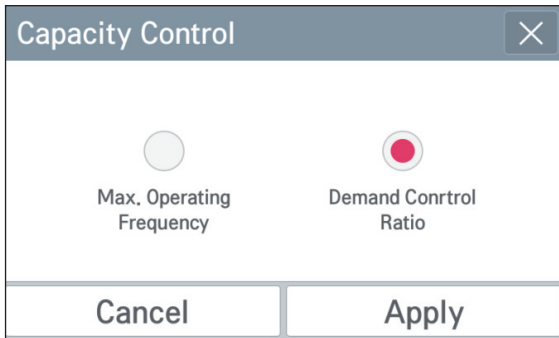 Capacity Control
Max. Operating
Frequency
Demand Conrtrol
Ratio
Cancel
Apply